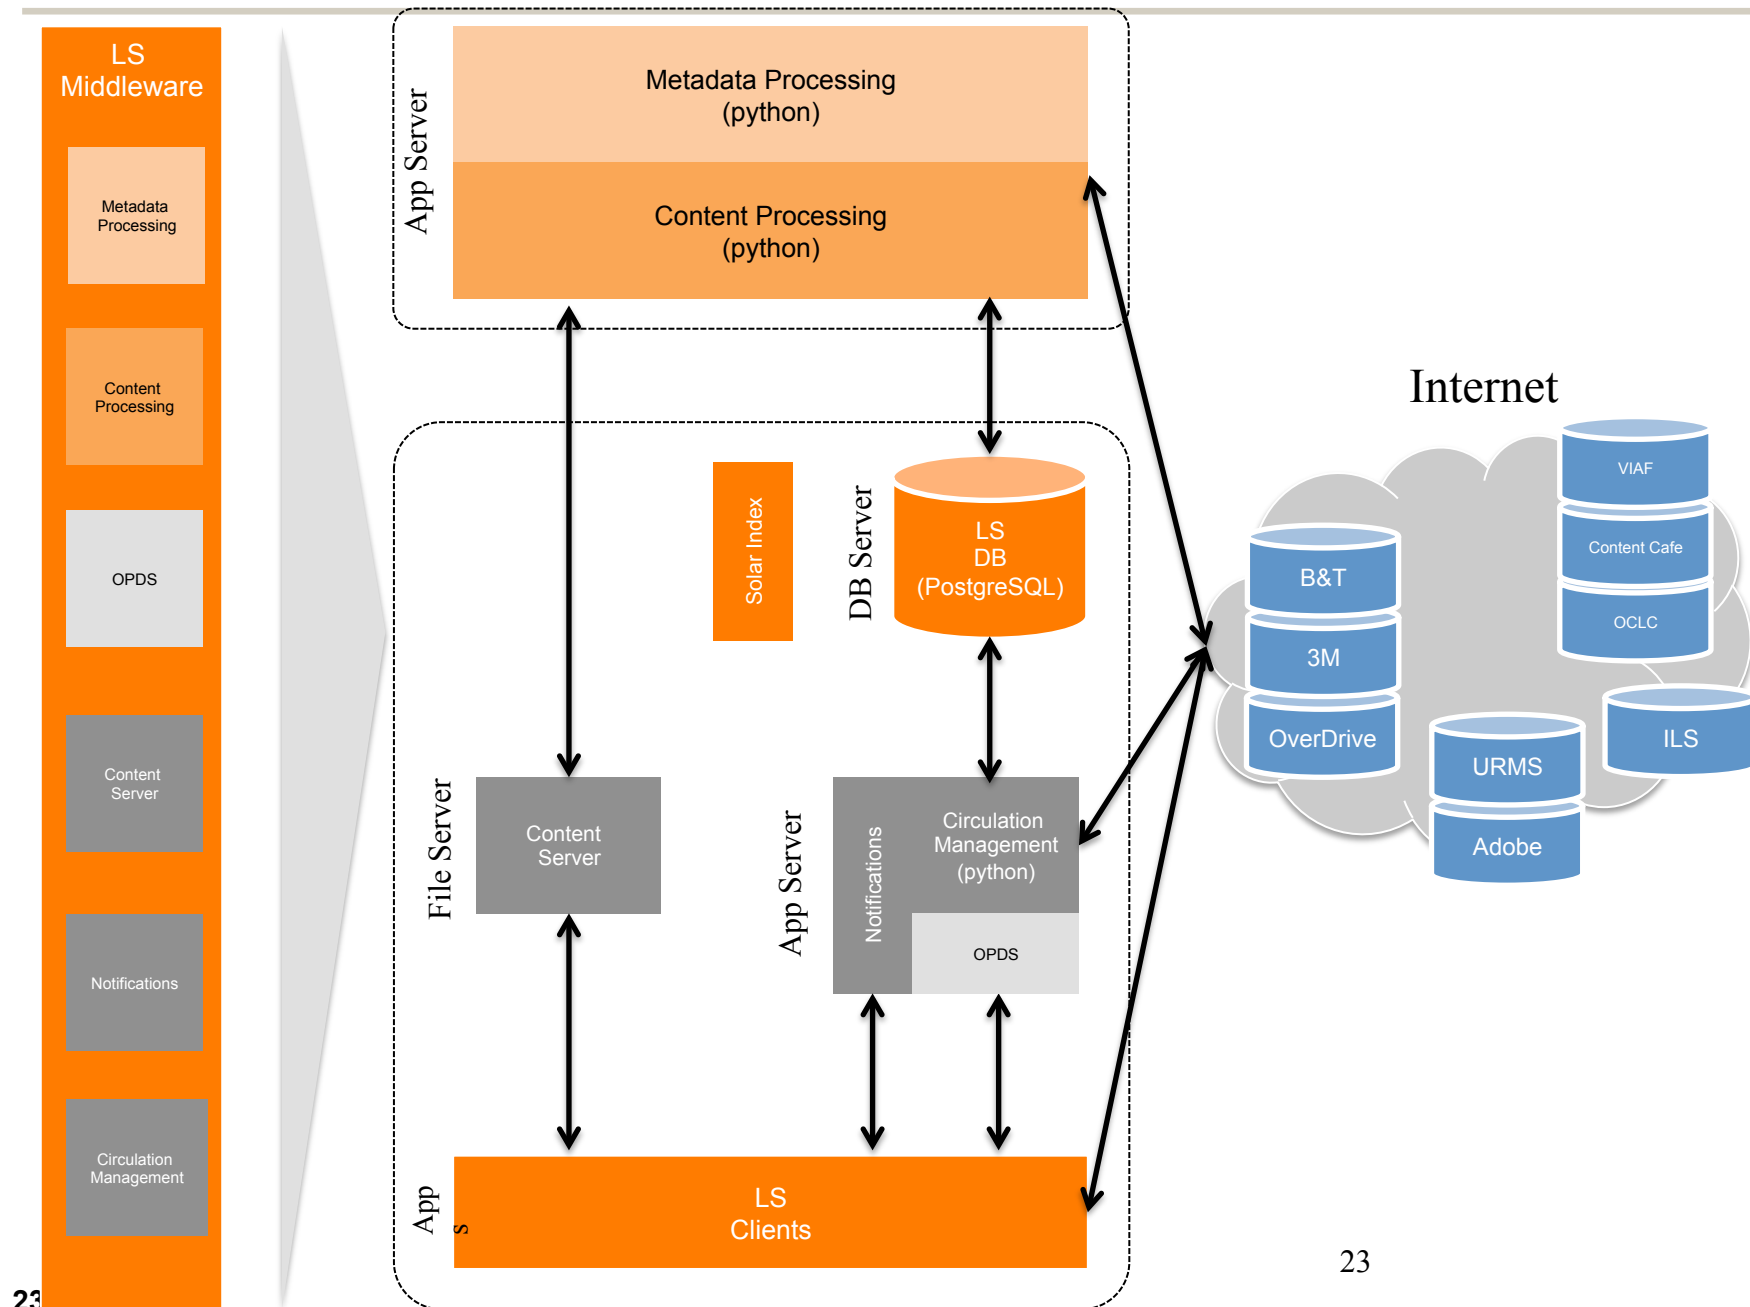 LS
Middleware
Metadata
Processing
Content
Processing
OPDS
Content
Server
Notifications
Circulation
Management
23
App Server
Metadata Processing
(python)
Content Processing
(python)
Solar Index
DB Server
LS
DB
(PostgreSQL)
File Server
Content
Server
App Server
Notifications
Circulation
Management
(python)
OPDS
App
s
LS
Clients
Internet
VIAF
Content Cafe
OCLC
B&T
3M
OverDrive
ILS
URMS
Adobe
23